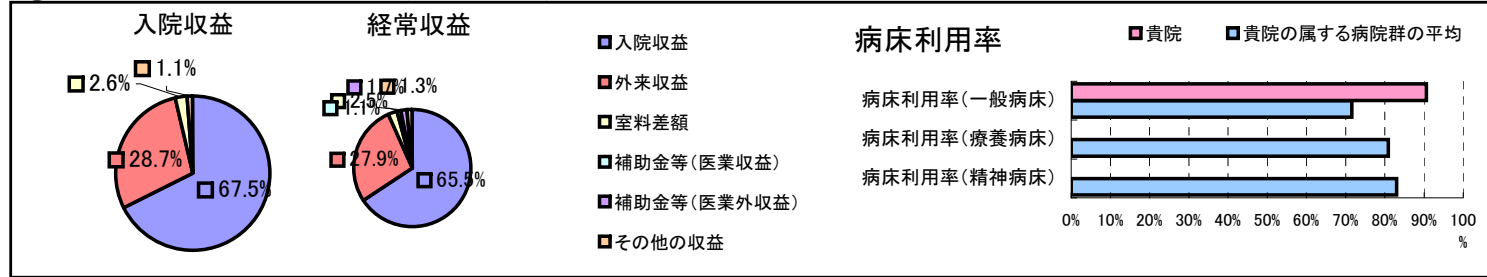 入院収益
1.1%
2.6%
28.7%
67.5%
経常収益
1.7%
1.3%
2.5%
1.1%
27.9%
65.5%
入院収益
外来収益
室料差額
補助金等(医業収益)
補助金等(医業外収益)
その他の収益
病床利用率
貴院 貴院の属する病院群の平均
病床利用率(一般病床)
病床利用率(療養病床)
病床利用率(精神病床)
0% 10% 20% 30% 40% 50% 60% 70% 80% 90% 100
%